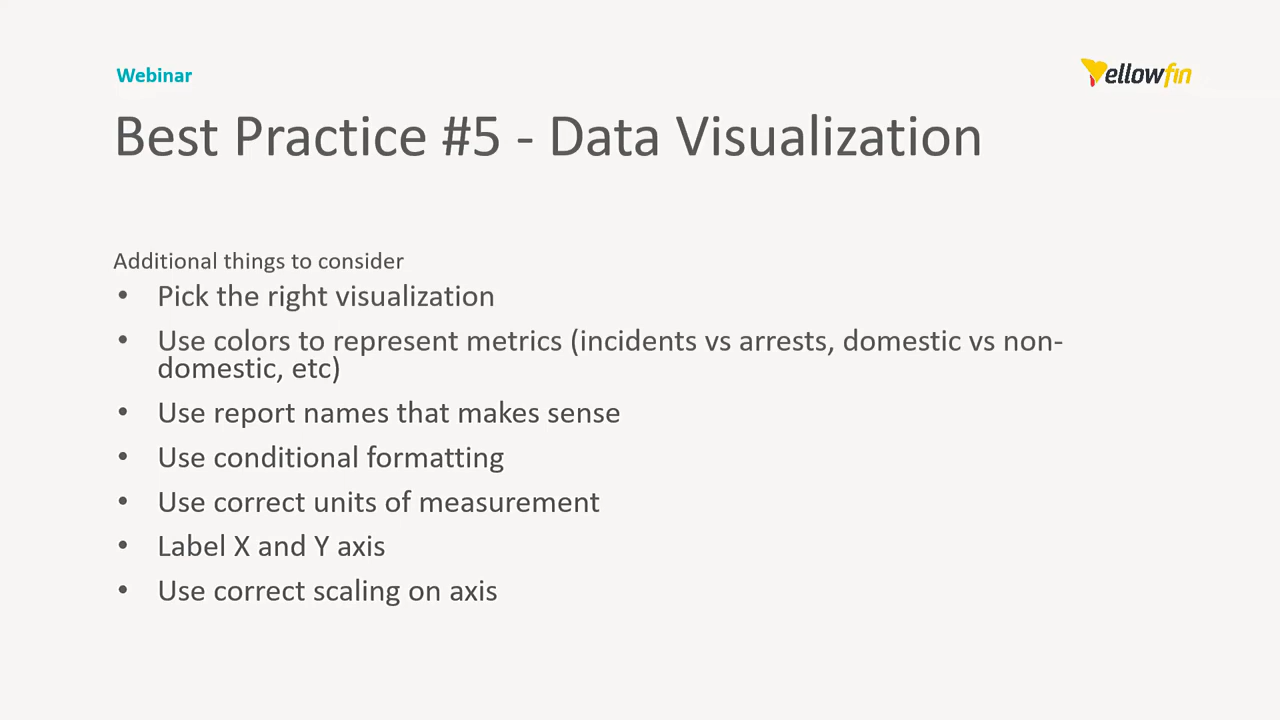 Webinar
Yellowfin
Best Practice #5 - Data Visualization
Additional things to consider
• Pick the right visualization
• Use colors to represent metrics (incidents vs arrests, domestic vs non-
domestic, etc)
• Use report names that makes sense
• Use conditional formatting
• Use correct units of measurement
• Label X and Y axis
• Use correct scaling on axis